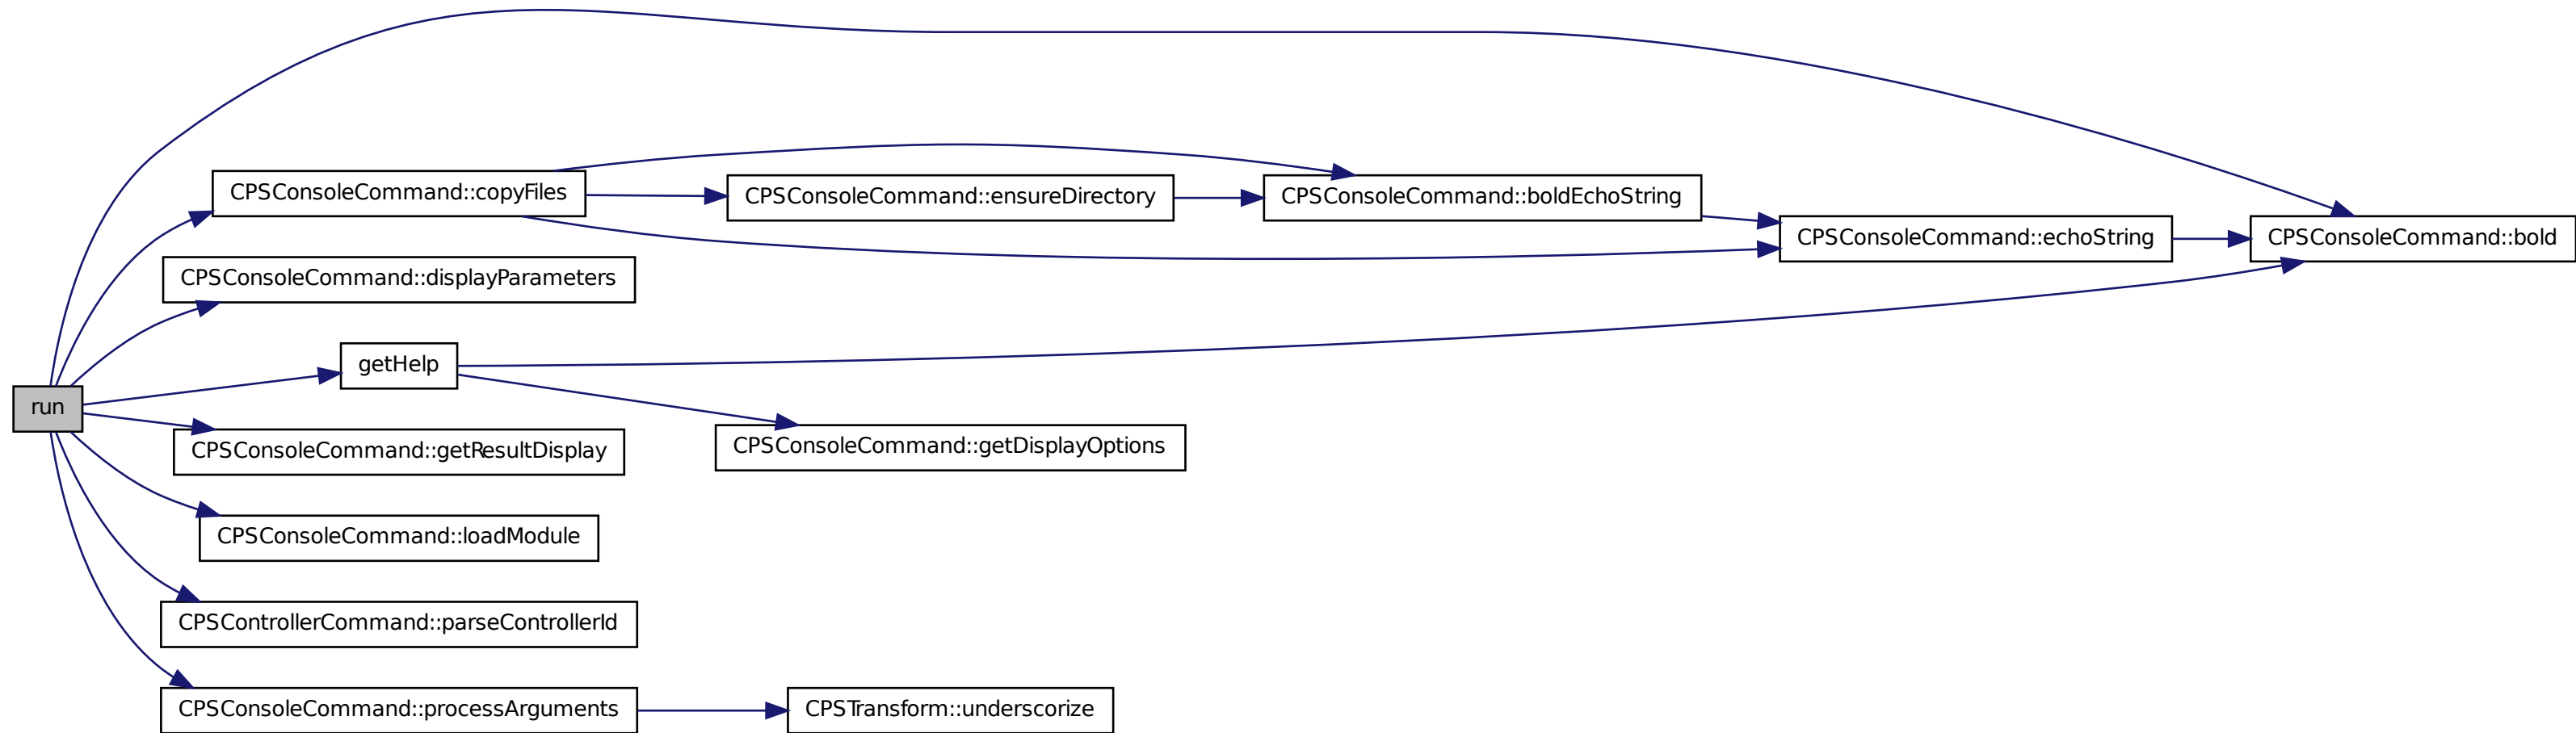 CPSConsoleCommand::copyFiles
CPSConsoleCommand::ensureDirectory
CPSConsoleCommand::boldEchoString
CPSConsoleCommand::echoString
CPSConsoleCommand::bold
CPSConsoleCommand::displayParameters
getHelp
run
CPSConsoleCommand::getResultDisplay
CPSConsoleCommand::getDisplayOptions
CPSConsoleCommand::loadModule
CPSControllerCommand::parseControllerId
CPSConsoleCommand::processArguments
CPSTransform::underscorize